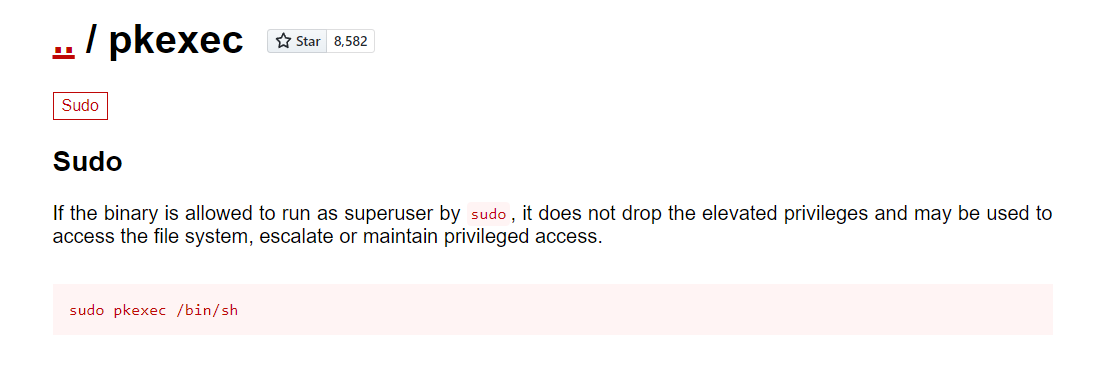 .. / pkexec Star 8,582
Sudo
Sudo
If the binary is allowed to run as superuser by sudo, it does not drop the elevated privileges and may be used to
access the file system, escalate or maintain privileged access.
sudo pkexec /bin/sh